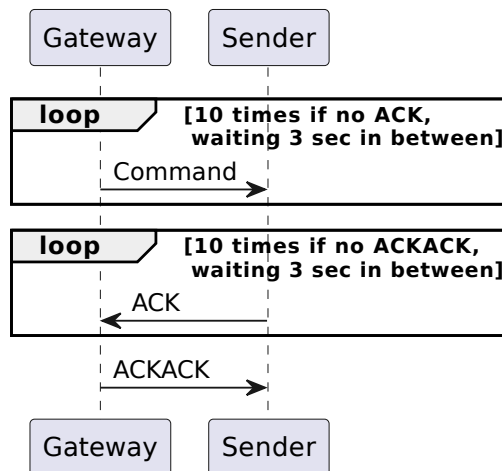 Gateway Sender
loop [10 times if no ACK,
waiting 3 sec in between]
Command
loop [10 times if no ACKACK,
waiting 3 sec in between]
ACK
ACKACK
Gateway Sender